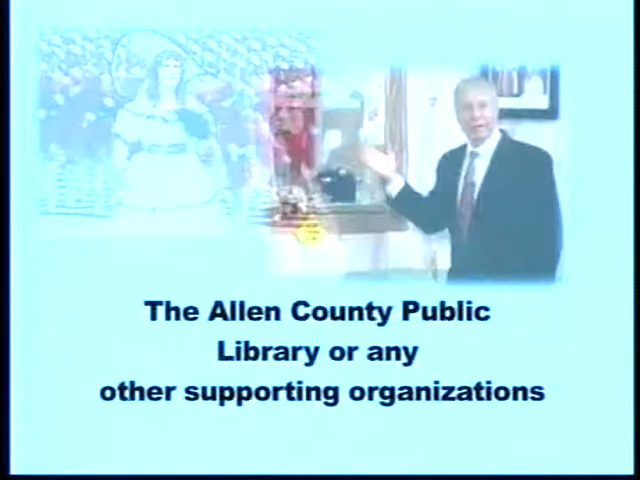 The Allen County Public
Library or any
other supporting organizations